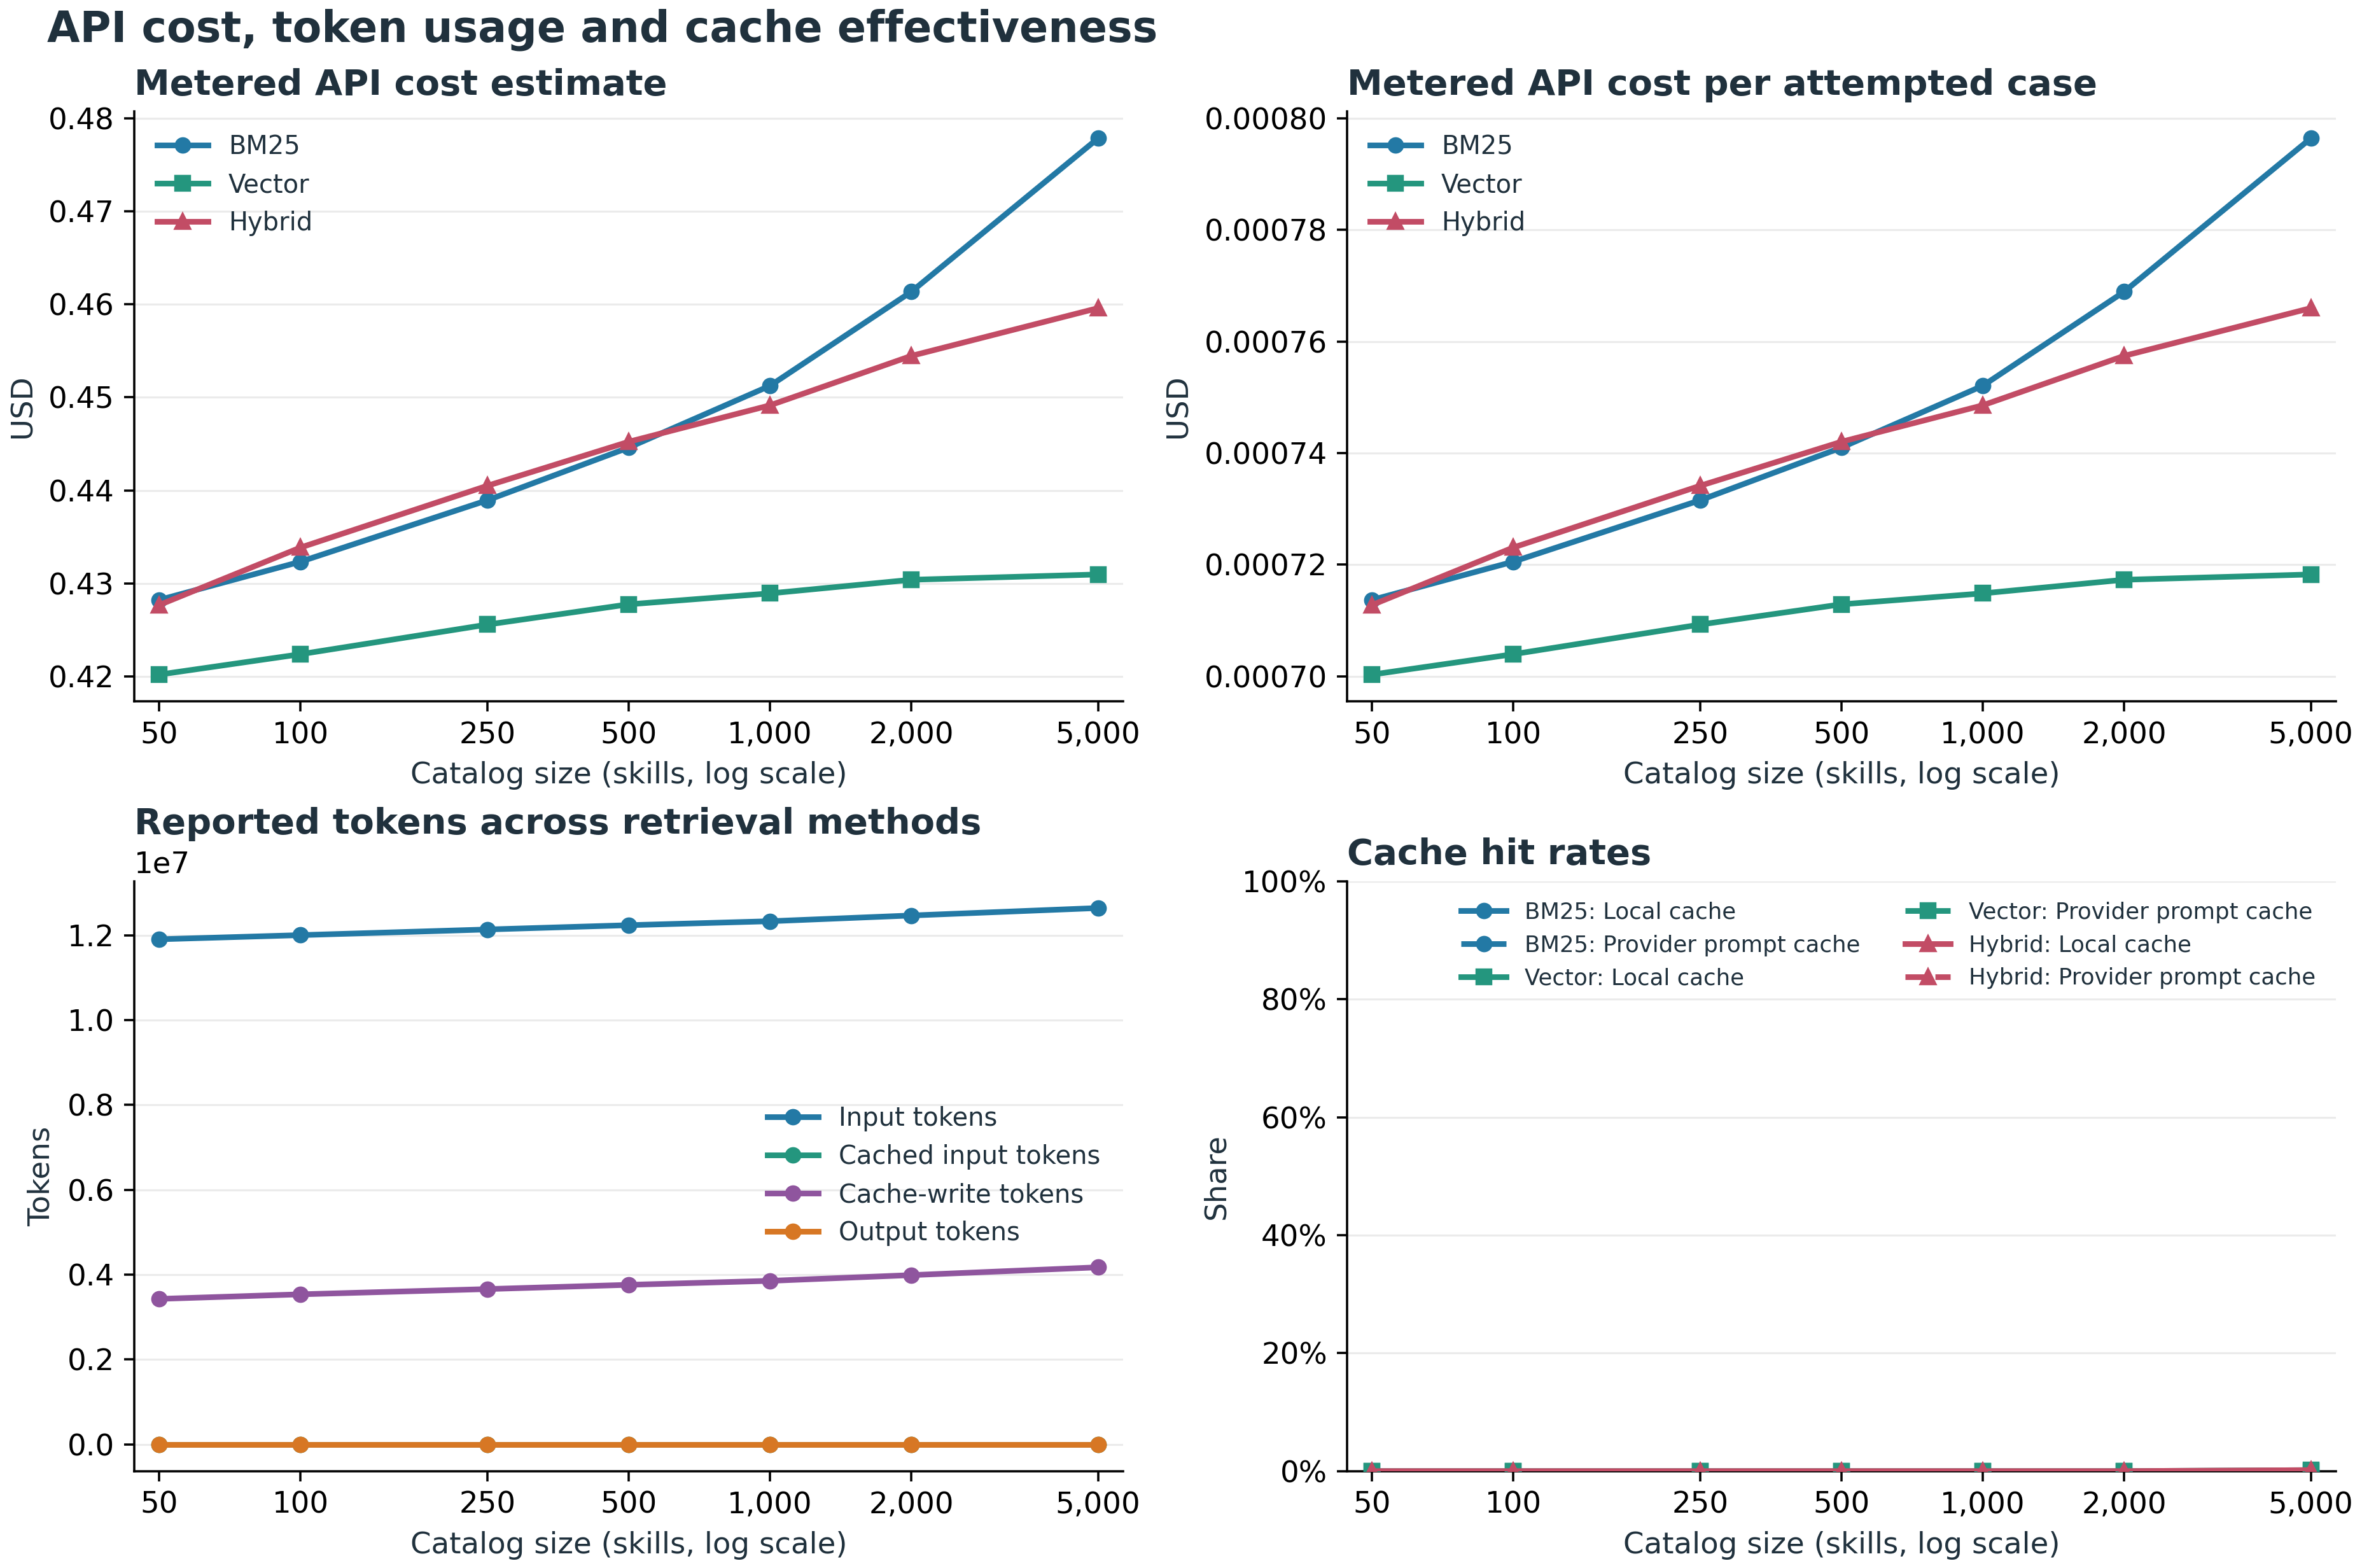 API cost, token usage and cache effectiveness
Metered API cost estimate
0.48
0.47
0.46
0.45
0.44
0.43
0.42
USD
BM25
Vector
Hybrid
50 100 250 500 1,000 2,000 5,000
Catalog size (skills, log scale)
Metered API cost per attempted case
0.00080
0.00078
0.00076
0.00074
0.00072
0.00070
USD
BM25
Vector
Hybrid
50 100 250 500 1,000 2,000 5,000
Catalog size (skills, log scale)
Reported tokens across retrieval methods
1e7
1.2
1.0
0.8
0.6
0.4
0.2
0.0
Tokens
Input tokens
Cached input tokens
Cache-write tokens
Output tokens
50 100 250 500 1,000 2,000 5,000
Catalog size (skills, log scale)
Cache hit rates
100%
80%
60%
40%
20%
0%
Share
BM25: Local cache
BM25: Provider prompt cache
Vector: Local cache
Vector: Provider prompt cache
Hybrid: Local cache
Hybrid: Provider prompt cache
50 100 250 500 1,000 2,000 5,000
Catalog size (skills, log scale)